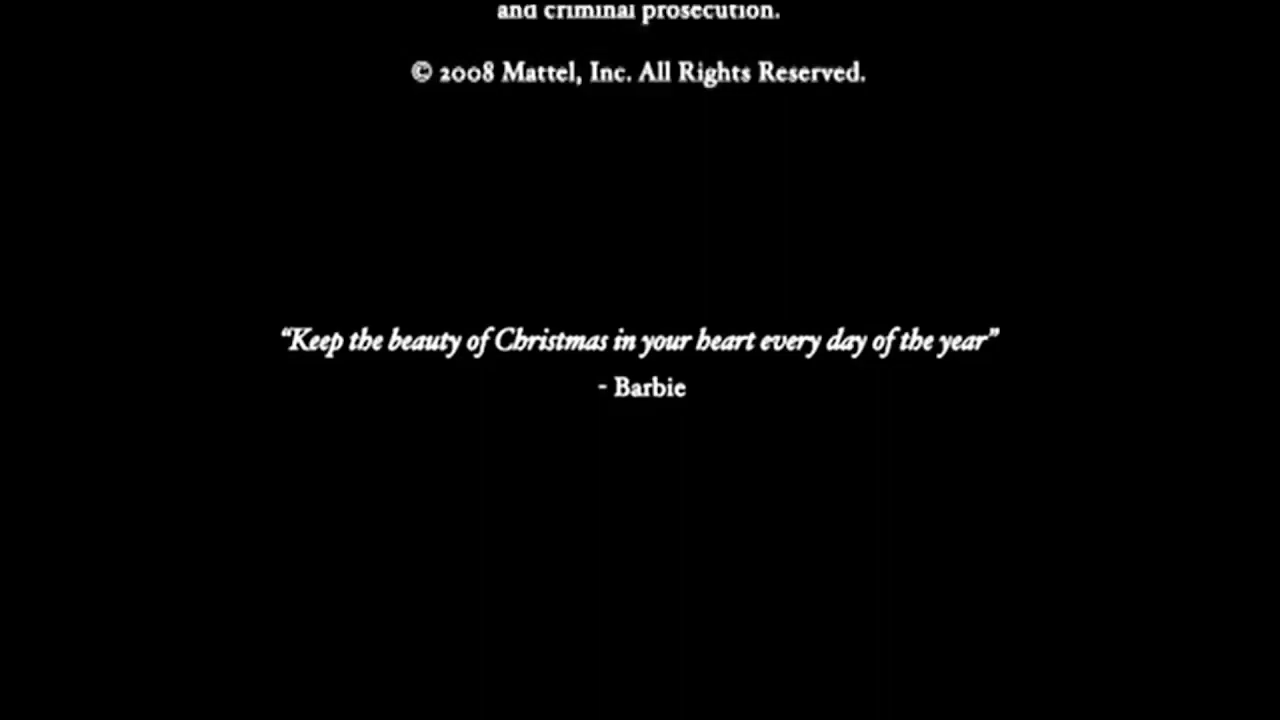 and criminal prosecution.
© 2008 Mattel, Inc. All Rights Reserved.
“Keep the beauty of Christmas in your heart every day of the year”
- Barbie